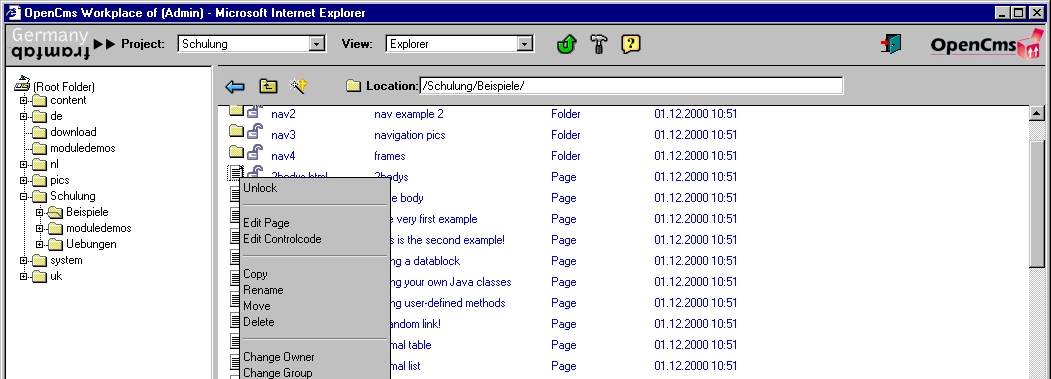 OpenCms Workplace of (Admin) - Microsoft Internet Explorer
Germany
framfab
Project: Schulung View: Explorer
OpenCms
(Root Folder)
content
de
download
moduledemos
nl
pics
Schulung
Beispiele
moduledemos
Uebungen
system
uk
Location: /Schulung/Beispiele/
nav2 nav example 2 Folder 01.12.2000 10:51
nav3 navigation pics Folder 01.12.2000 10:51
nav4 frames Folder 01.12.2000 10:51
2bodys.html 2bodys Page 01.12.2000 10:51
body Page 01.12.2000 10:51
very first example Page 01.12.2000 10:51
is the second example! Page 01.12.2000 10:51
a datablock Page 01.12.2000 10:51
your own Java classes Page 01.12.2000 10:51
user-defined methods Page 01.12.2000 10:51
link! Page 01.12.2000 10:51
table Page 01.12.2000 10:51
list Page 01.12.2000 10:51
Unlock
Edit Page
Edit Controlcode
Copy
Rename
Move
Delete
Change Owner
Change Group